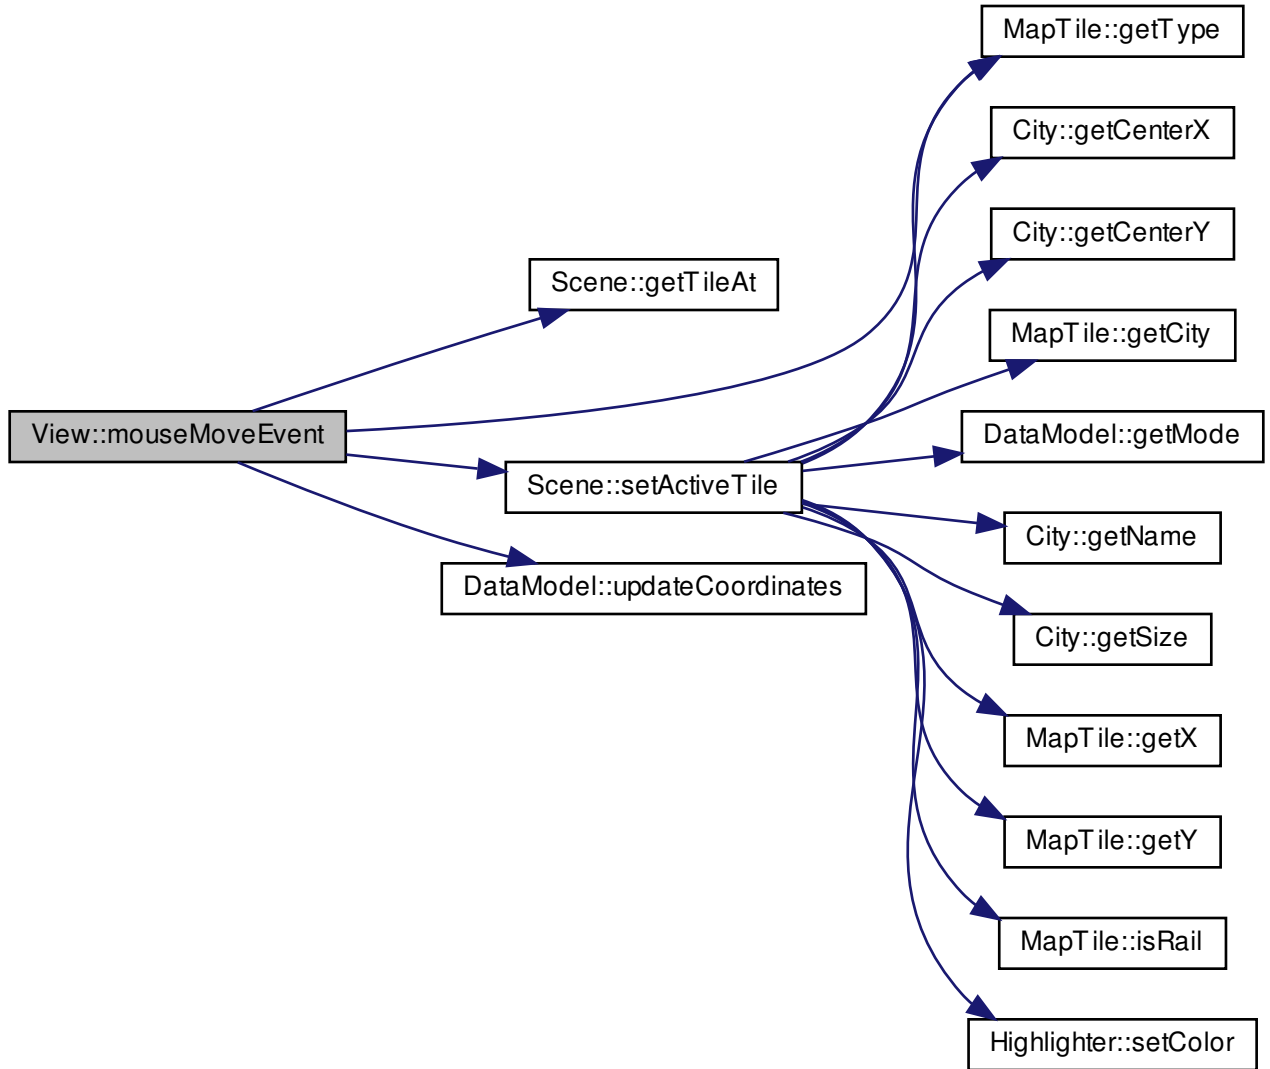 View::mouseMoveEvent
Scene::getTileAt
Scene::setActiveTile
DataModel::updateCoordinates
MapTile::getType
City::getCenterX
City::getCenterY
MapTile::getCity
DataModel::getMode
City::getName
City::getSize
MapTile::getX
MapTile::getY
MapTile::isRail
Highlighter::setColor